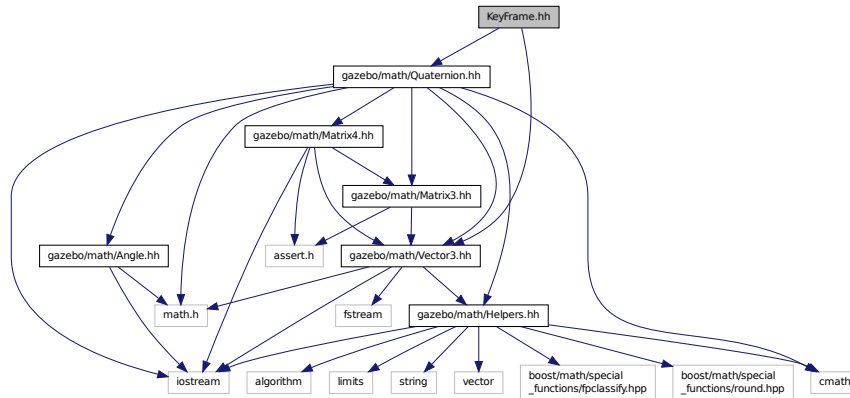 KeyFrame.hh
gazebo/math/Quaternion.hh
gazebo/math/Matrix4.hh
gazebo/math/Matrix3.hh
gazebo/math/Angle.hh
assert.h
gazebo/math/Vector3.hh
math.h
fstream
gazebo/math/Helpers.hh
iostream
algorithm
limits
string
vector
boost/math/special
_functions/fpclassify.hpp
boost/math/special
_functions/round.hpp
cmath